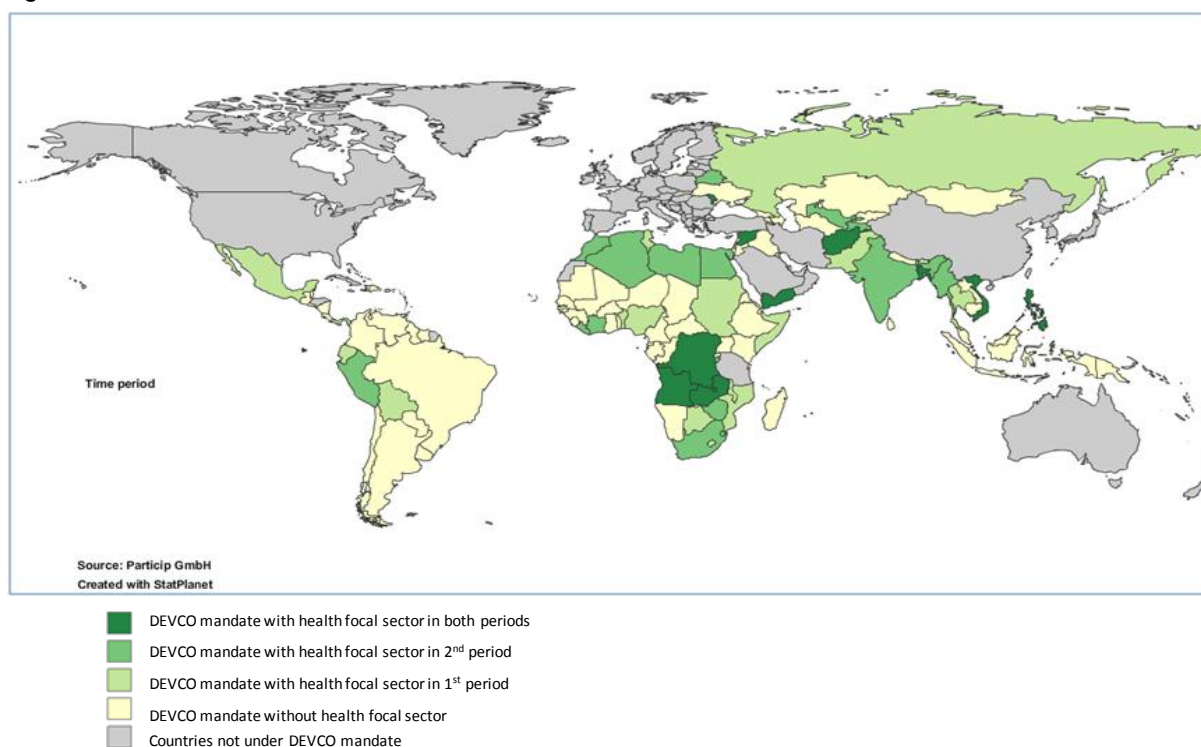 Time period
Source: Particip GmbH
Created with StatPlanet
DEVCO mandate with health focal sector in both periods
DEVCO mandate with health focal sector in 2nd period
DEVCO mandate with health focal sector in 1st period
DEVCO mandate without health focal sector
Countries not under DEVCO mandate